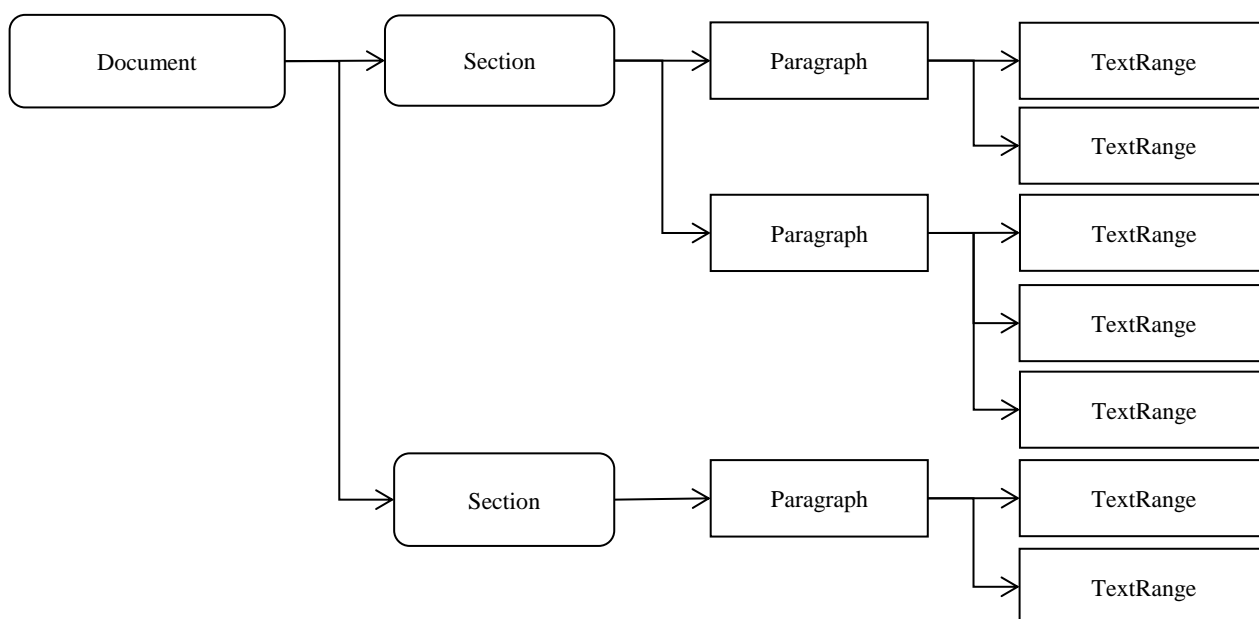 Document
Section
Paragraph
TextRange
TextRange
Paragraph
TextRange
TextRange
TextRange
Section
Paragraph
TextRange
TextRange